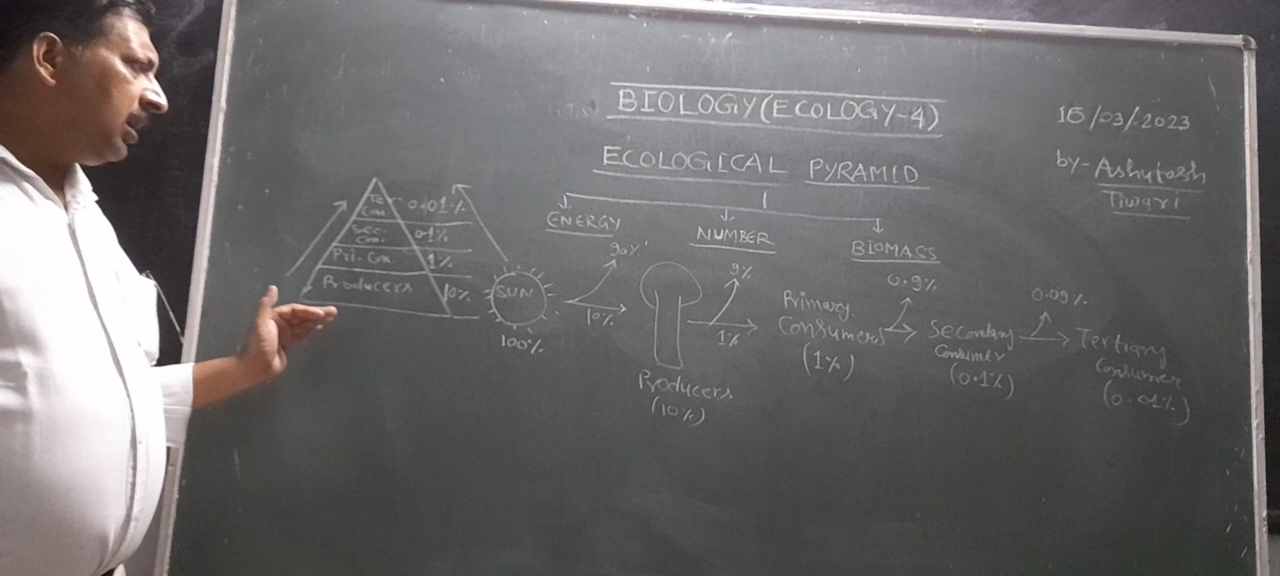 BIOLOGY (ECOLOGY-4)
16/03/2023
ECOLOGICAL PYRAMID
by- Ashutosh
Tiwari
ENERGY
NUMBER
BIOMASS
Ter. Con. 0.01%
Sec. Con. 0.1%
Pri. Con. 1%
Producers 10%
SUN
100%
90%
10%
Producers
(10%)
9%
1%
Primary
Consumers
(1%)
0.9%
Secondary
Consumer
(0.1%)
0.09%
Tertiary
Consumer
(0.01%)